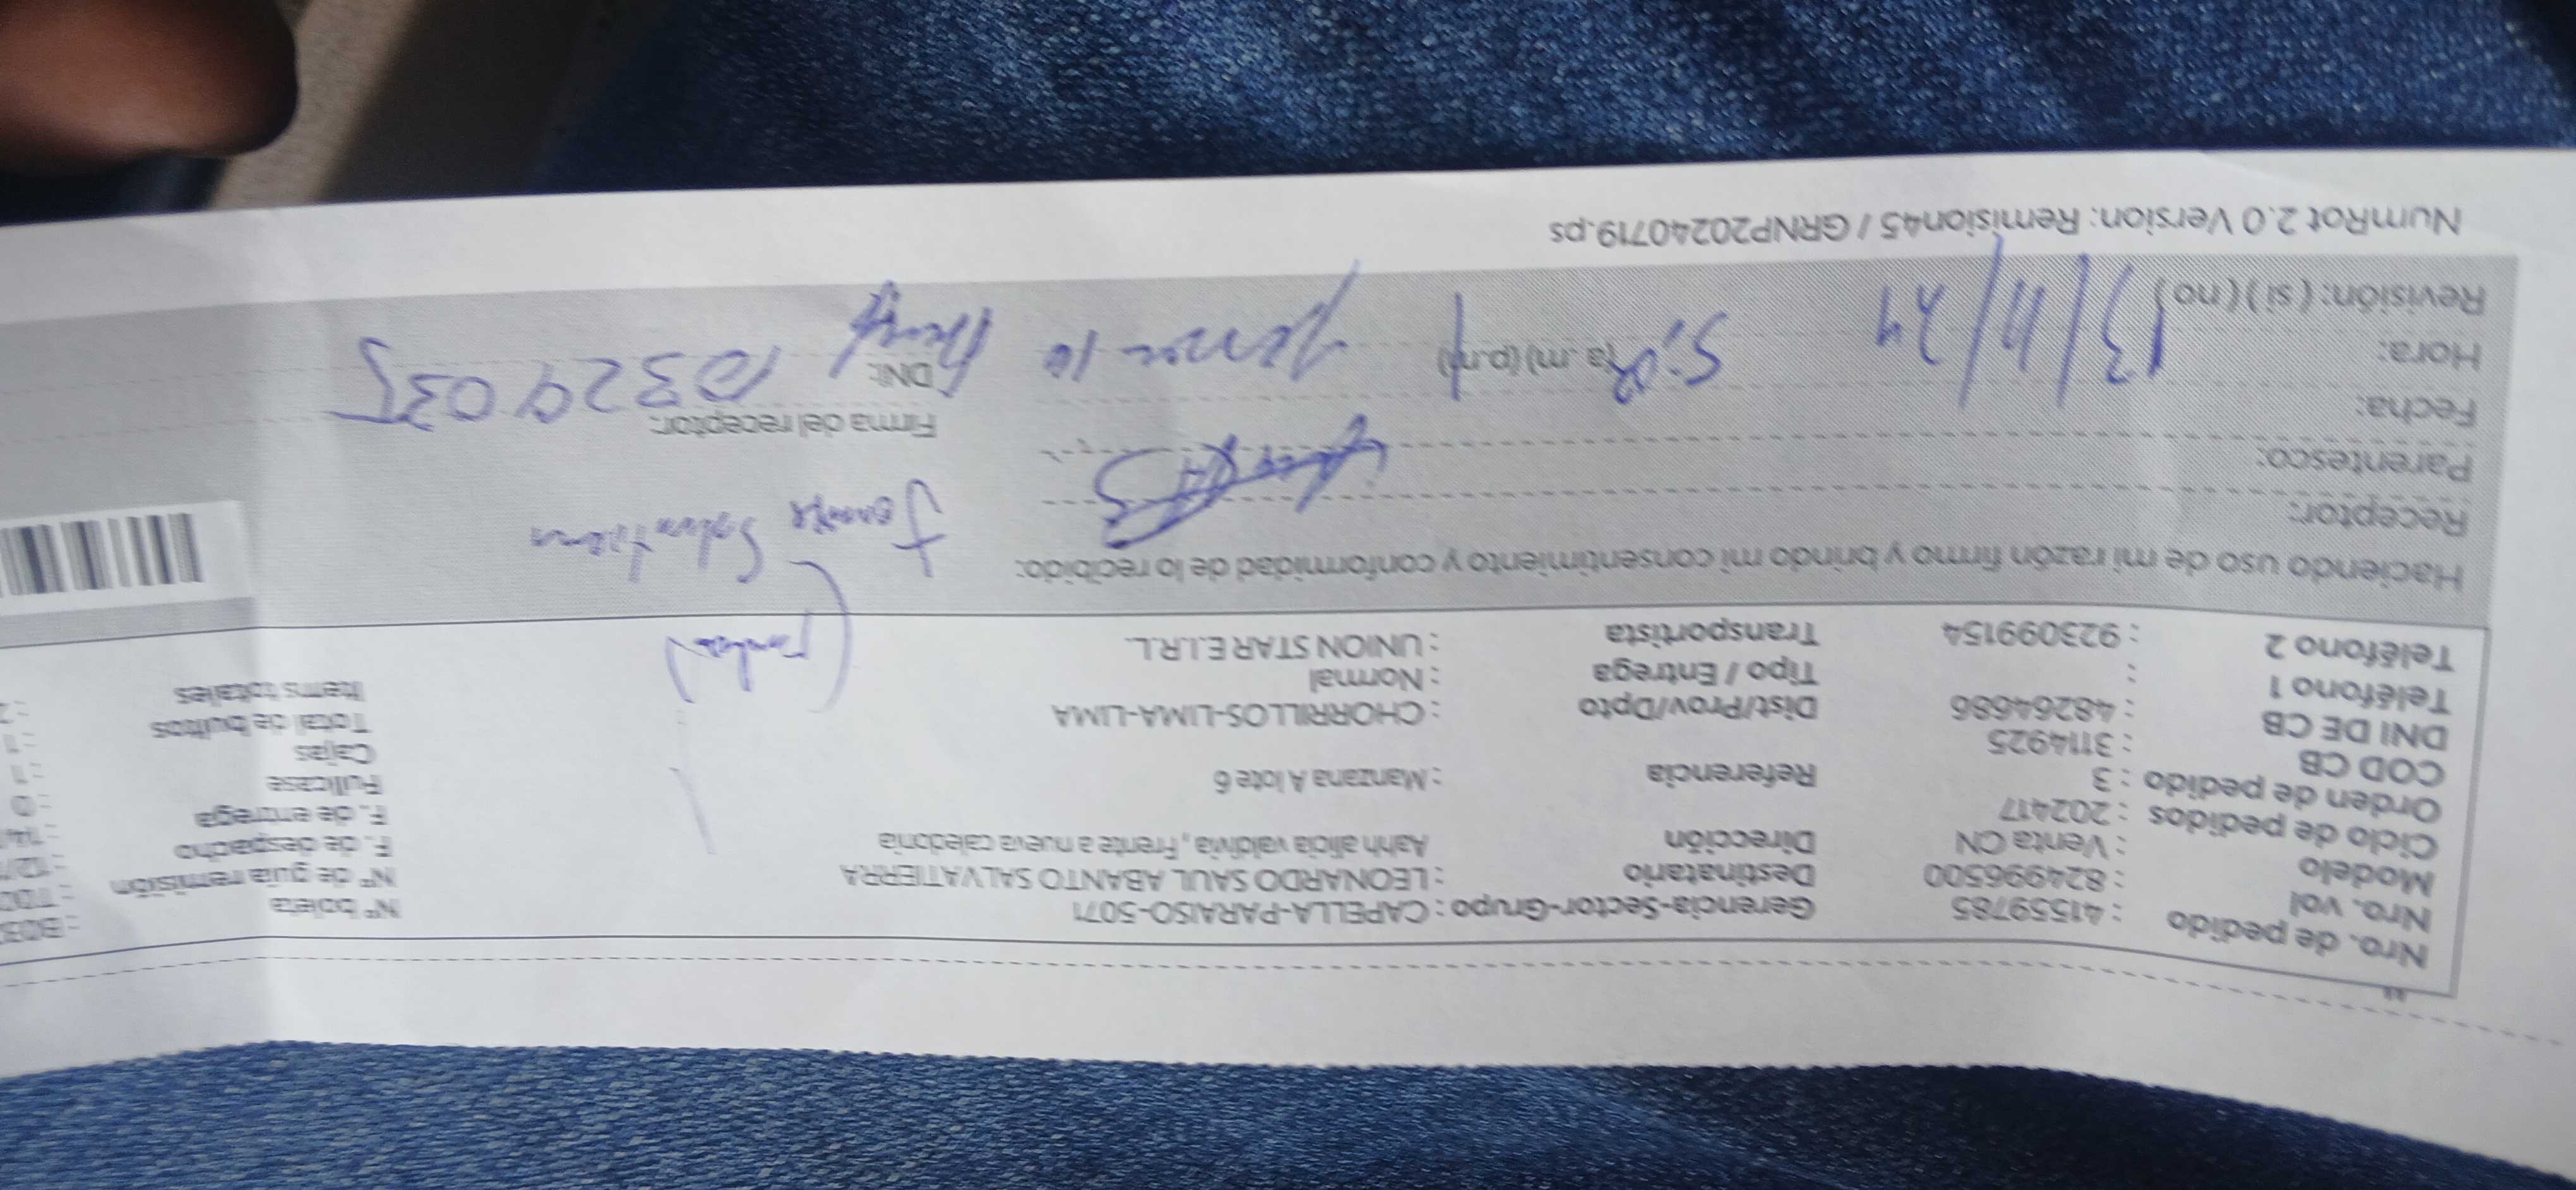 Nro. de pedido : 41559785 Gerencia-Sector-Grupo : CAPELLA-PARAISO-5071 Nº boleta
Nro. vol : 824996500 Destinatario : LEONARDO SAUL ABANTO SALVATIERRA Nº de guía remisión
Modelo : Venta CN Dirección Aahh alicia valdivia, Frente a nueva caledonia F. de despacho
Ciclo de pedidos : 202417 F. de entrega
Orden de pedido : 3 Referencia : Manzana A lote 6 Fullcase : 0
COD CB : 3114925 Cajas : 1
DNI DE CB : 48264686 Dist/Prov/Dpto : CHORRILLOS-LIMA-LIMA Total de bultos : 1
Teléfono 1 : Tipo / Entrega : Normal Items totales
Teléfono 2 : 923099154 Transportista : UNION STAR E.I.R.L.
Haciendo uso de mi razón firmo y brindo mi consentimiento y conformidad de lo recibido:
Receptor:
Parentesco:
Fecha: 13/11/24 Firma del receptor:
Hora: (a.m) (p.m) DNI: 10329035
Revisión: ( si ) ( no )
NumRot 2.0 Version: Remision45 / GRNP20240719.ps